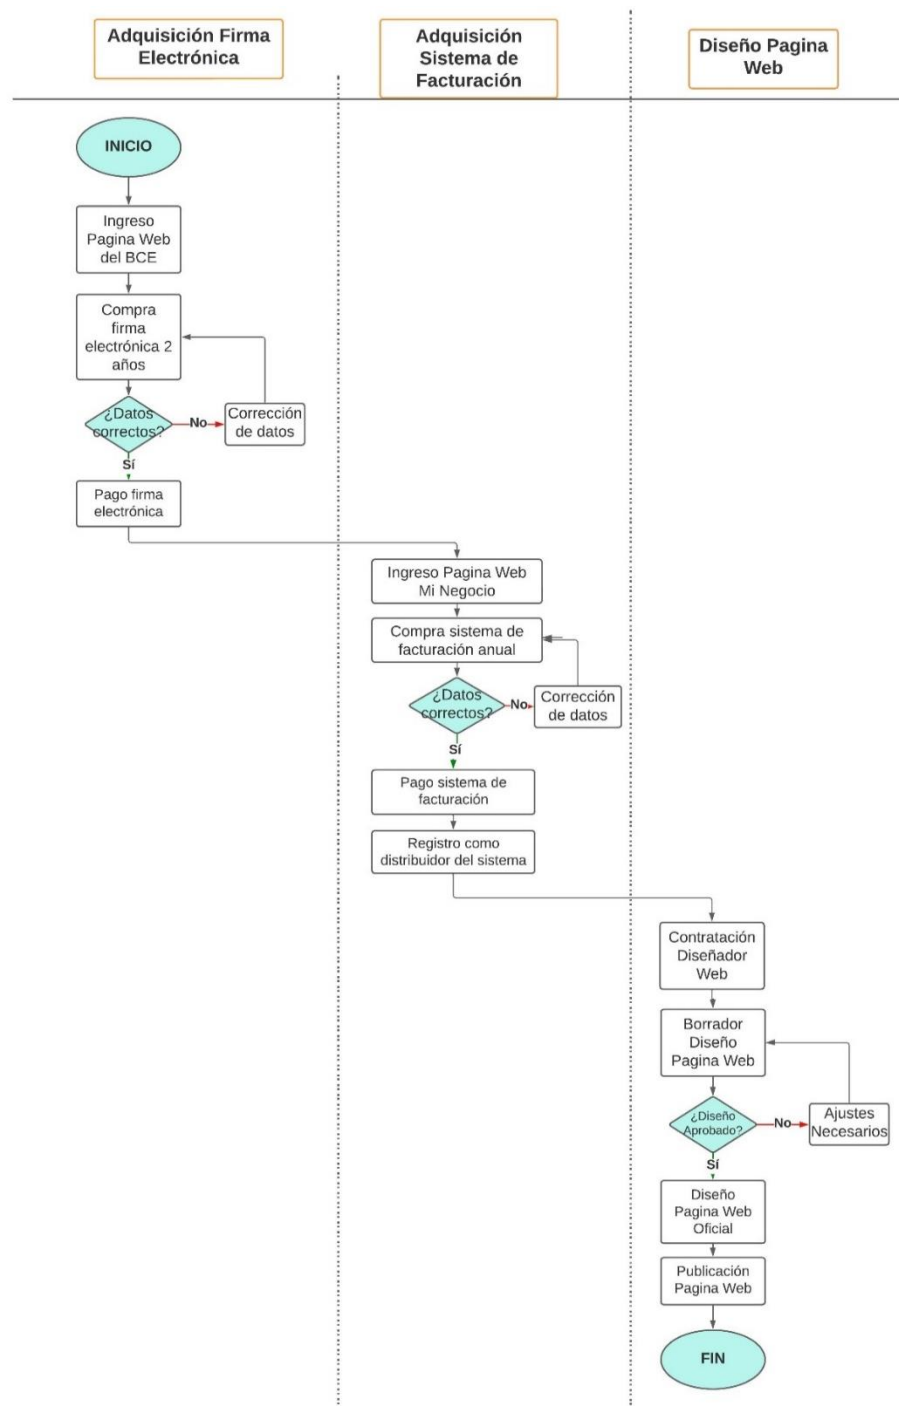 Adquisición Firma
Electrónica
Adquisición
Sistema de
Facturación
Diseño Pagina
Web
INICIO
Ingreso
Pagina Web
del BCE
Compra
firma
electrónica 2
años
¿Datos
correctos?
No
Corrección
de datos
Sí
Pago firma
electrónica
Ingreso Pagina Web
Mi Negocio
Compra sistema de
facturación anual
¿Datos
correctos?
No
Corrección
de datos
Sí
Pago sistema de
facturación
Registro como
distribuidor del sistema
Contratación
Diseñador
Web
Borrador
Diseño
Pagina Web
¿Diseño
Aprobado?
No
Ajustes
Necesarios
Sí
Diseño
Pagina Web
Oficial
Publicación
Pagina Web
FIN